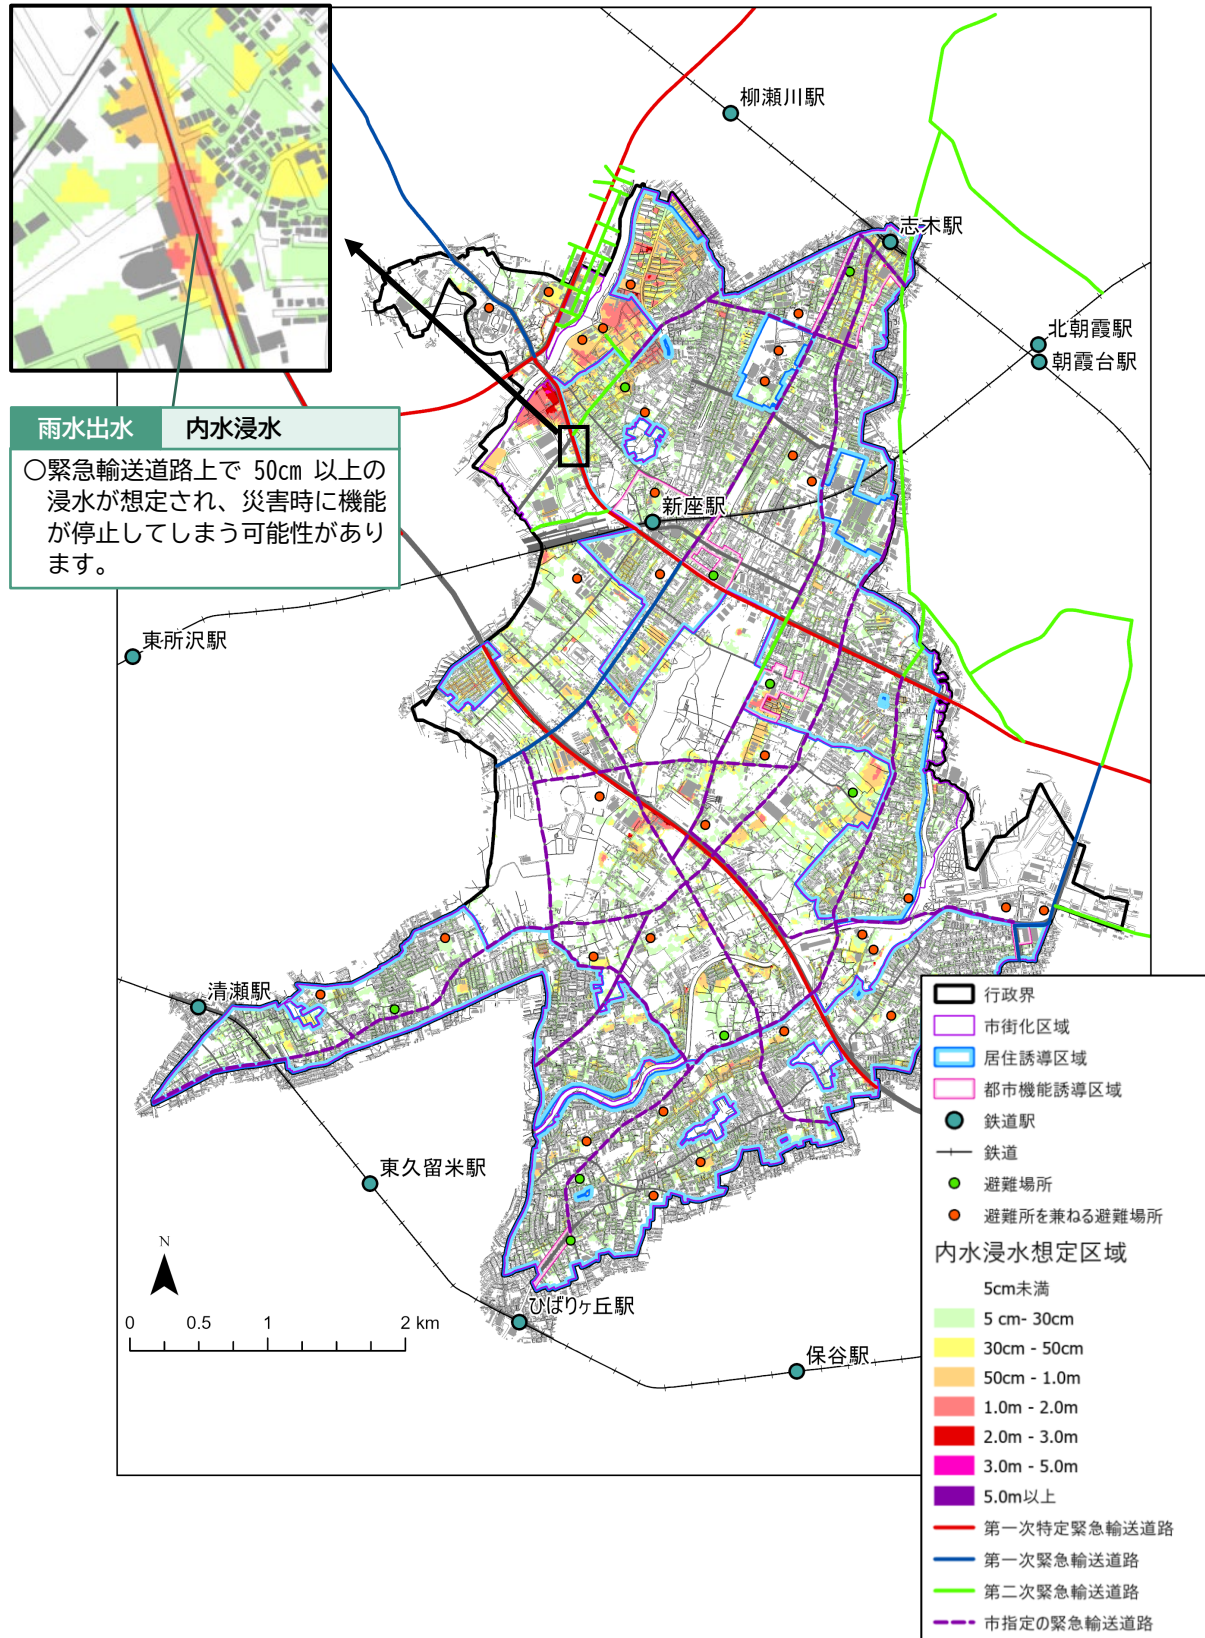 柳瀬川駅
志木駅
北朝霞駅
朝霞台駅
雨水出水 内水浸水
○緊急輸送道路上で 50㎝ 以上の
浸水が想定され、災害時に機能
が停止してしまう可能性があり
ます。
新座駅
東所沢駅
清瀬駅
東久留米駅
ひばりヶ丘駅
保谷駅
N
0 0.5 1 2 km
行政界
市街化区域
居住誘導区域
都市機能誘導区域
鉄道駅
鉄道
避難場所
避難所を兼ねる避難場所
内水浸水想定区域
5cm未満
5 cm- 30cm
30cm - 50cm
50cm - 1.0m
1.0m - 2.0m
2.0m - 3.0m
3.0m - 5.0m
5.0m以上
第一次特定緊急輸送道路
第一次緊急輸送道路
第二次緊急輸送道路
市指定の緊急輸送道路